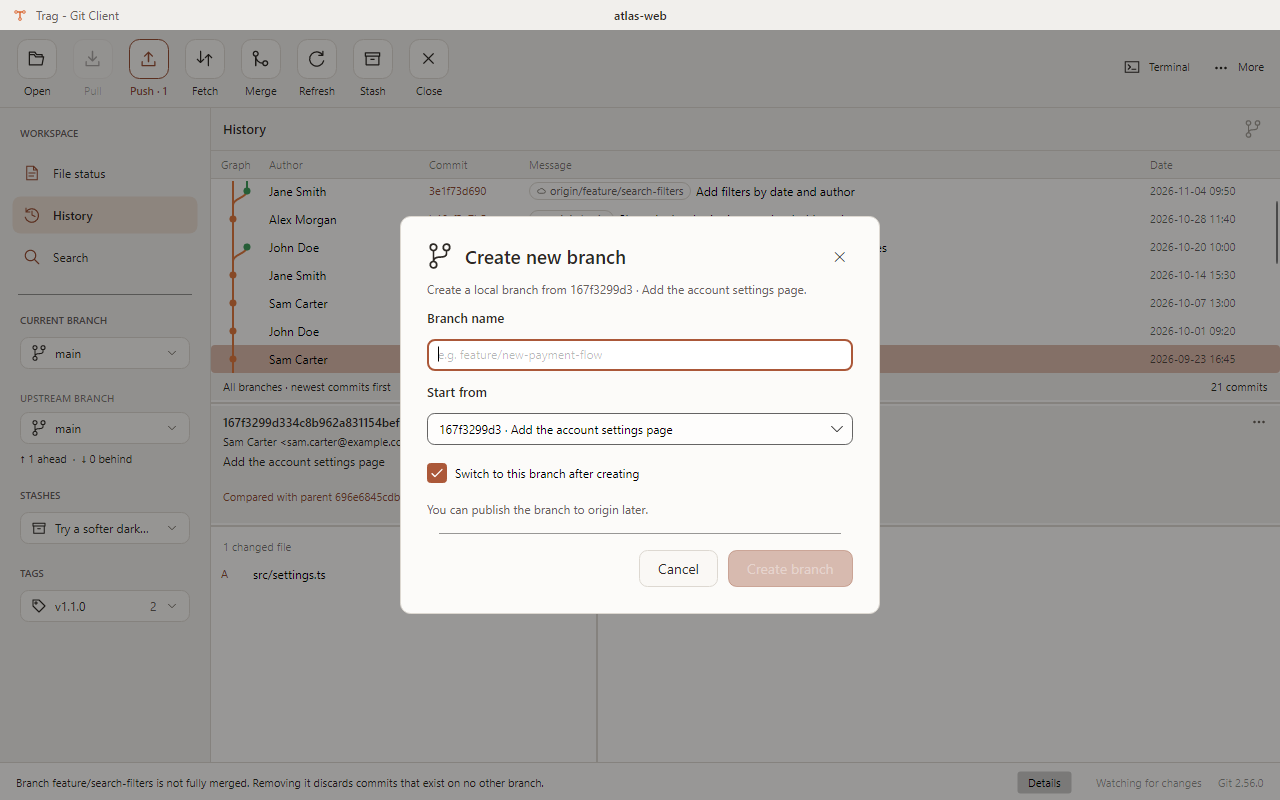 Trag - Git Client
atlas-web
Open
Pull
Push · 1
Fetch
Merge
Refresh
Stash
Close
Terminal
More
WORKSPACE
File status
History
Search
CURRENT BRANCH
main
UPSTREAM BRANCH
main
↑ 1 ahead · ↓ 0 behind
STASHES
Try a softer dark...
TAGS
v1.1.0 2
History
Graph Author Commit Message Date
Jane Smith 3e1f73d690 origin/feature/search-filters Add filters by date and author 2026-11-04 09:50
Alex Morgan 2026-10-28 11:40
John Doe 2026-10-20 10:00
Jane Smith 2026-10-14 15:30
Sam Carter 2026-10-07 13:00
John Doe 2026-10-01 09:20
Sam Carter 2026-09-23 16:45
All branches · newest commits first 21 commits
167f3299d334c8b962a831154bef
Sam Carter <sam.carter@example.co
Add the account settings page
Compared with parent 696e6845cdb
1 changed file
A src/settings.ts
Create new branch
Create a local branch from 167f3299d3 · Add the account settings page.
Branch name
e.g. feature/new-payment-flow
Start from
167f3299d3 · Add the account settings page
Switch to this branch after creating
You can publish the branch to origin later.
Cancel
Create branch
Branch feature/search-filters is not fully merged. Removing it discards commits that exist on no other branch.
Details
Watching for changes
Git 2.56.0